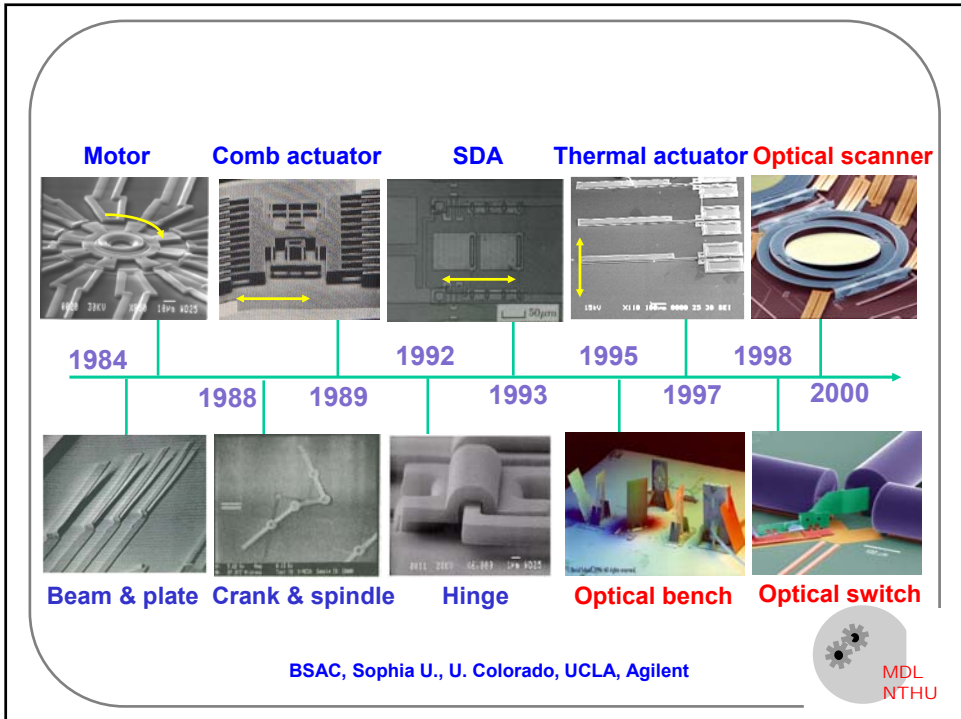 Motor Comb actuator SDA Thermal actuator Optical scanner
50μm
1992 1995 1998
1984
1988 1989 1993 1997 2000
Beam & plate Crank & spindle Hinge Optical bench Optical switch
BSAC, Sophia U., U. Colorado, UCLA, Agilent
MDL
NTHU